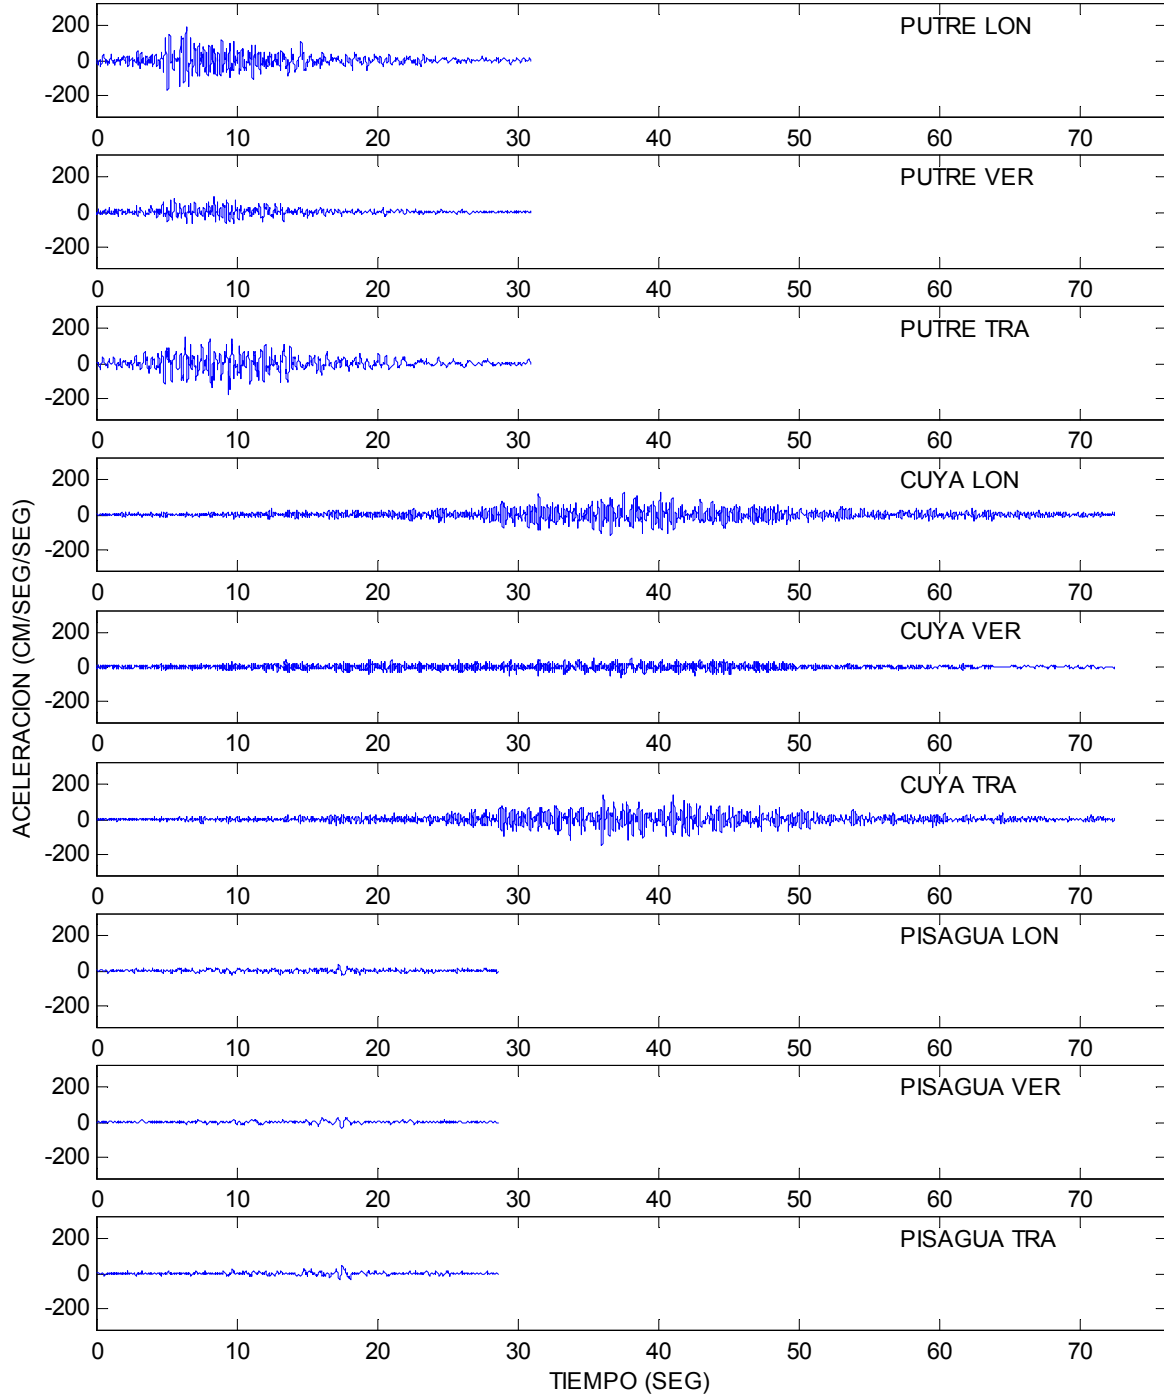 PUTRE LON
200
0
-200
0 10 20 30 40 50 60 70
PUTRE VER
200
0
-200
0 10 20 30 40 50 60 70
PUTRE TRA
200
0
-200
0 10 20 30 40 50 60 70
CUYA LON
200
0
-200
0 10 20 30 40 50 60 70
CUYA VER
200
0
-200
0 10 20 30 40 50 60 70
CUYA TRA
200
0
-200
0 10 20 30 40 50 60 70
PISAGUA LON
200
0
-200
0 10 20 30 40 50 60 70
PISAGUA VER
200
0
-200
0 10 20 30 40 50 60 70
PISAGUA TRA
200
0
-200
0 10 20 30 40 50 60 70
ACELERACION (CM/SEG/SEG)
TIEMPO (SEG)